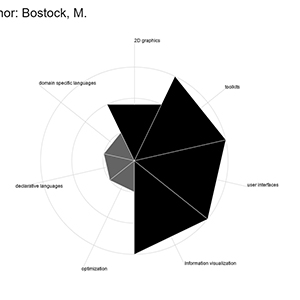 hor: Bostock, M.
2D graphics
domain specific languages
toolkits
declarative languages
user interfaces
information visualization
optimization